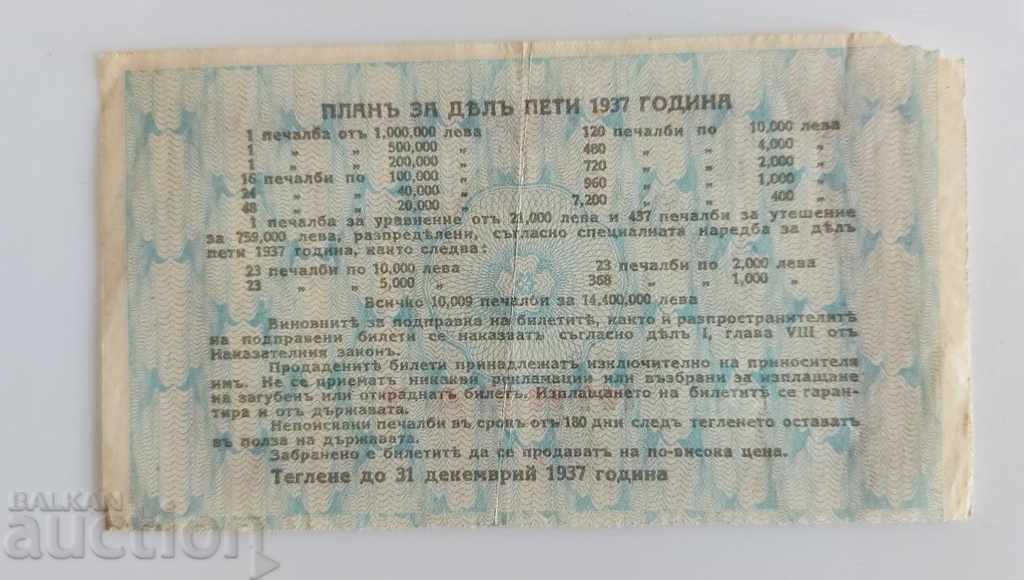 ПЛАНЪ ЗА ДѢЛЪ ПЕТИ 1937 ГОДИНА
1 печалба отъ 1,000,000 лева 120 печалби по 10,000 лева
1 „ „ 500,000 „ 480 „ „ 4,000 „
1 „ „ 200,000 „ 720 „ „ 2,000 „
16 печалби по 100,000 „ 960 „ „ 1,000 „
24 „ „ 40,000 „ 7,200 „ „ 400 „
48 „ „ 20,000 „
1 печалба за уравнение отъ 21,000 лева и 437 печалби за утешение
за 759,000 лева, разпредѣлени, съгласно специалната наредба за дѣлъ
пети 1937 година, както следва:
23 печалби по 10,000 лева 23 печалби по 2,000 лева
23 „ „ 5,000 „ 368 „ „ 1,000 „
Всичко 10,009 печалби за 14,400,000 лева
Виновнитѣ за подправка на билетитѣ, както и разпространителитѣ
на подправени билети се наказватъ съгласно дѣлъ I, глава VIII отъ
Наказателния законъ.
Продаденитѣ билети принадлежатъ изключително на приносителя
имъ. Не се приематъ никакви рекламации или възбрани за изплащане
на загубенъ или откраднатъ билетъ. Изплащането на билетитѣ се гаран-
тира и отъ държавата.
Непоискани печалби въ срокъ отъ 180 дни следъ тегленето оставатъ
въ полза на държавата.
Забранено е билетитѣ да се продаватъ на по-висока цена.
Теглене до 31 декемврий 1937 година
BALKAN
auction